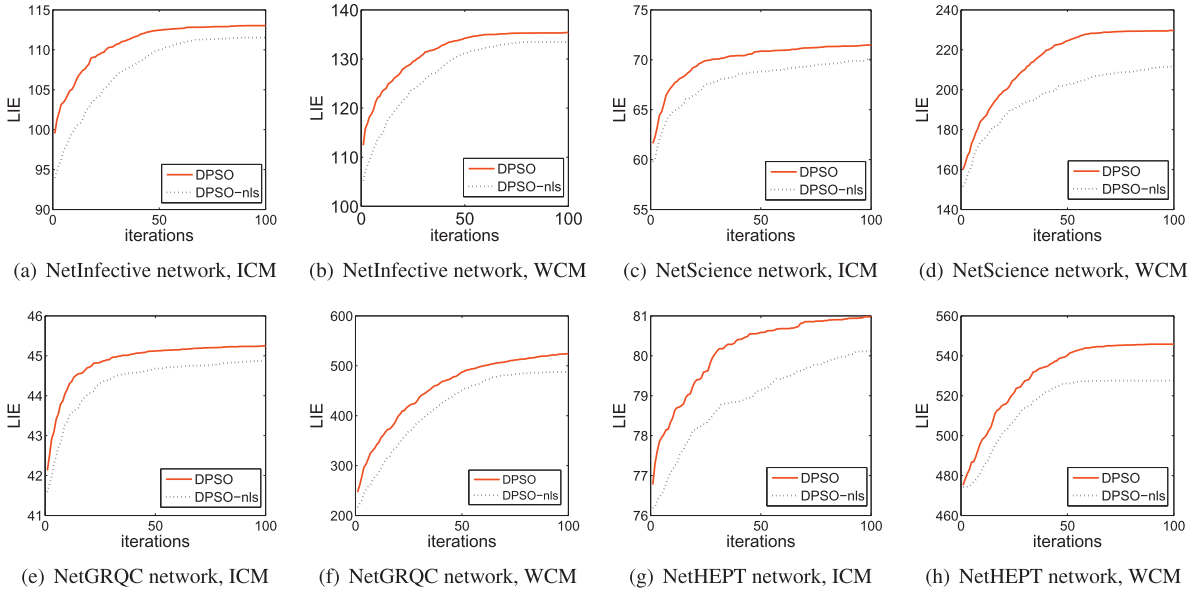 115
110
105
100
95
90
LIE
0
50
100
iterations
DPSO
DPSO−nls
(a) NetInfective network, ICM
140
130
120
110
100
LIE
0
50
100
iterations
DPSO
DPSO−nls
(b) NetInfective network, WCM
75
70
65
60
55
LIE
0
50
100
iterations
DPSO
DPSO−nls
(c) NetScience network, ICM
240
220
200
180
160
140
LIE
0
50
100
iterations
DPSO
DPSO−nls
(d) NetScience network, WCM
46
45
44
43
42
41
LIE
0
50
100
iterations
DPSO
DPSO−nls
(e) NetGRQC network, ICM
600
500
400
300
200
LIE
0
50
100
iterations
DPSO
DPSO−nls
(f) NetGRQC network, WCM
81
80
79
78
77
76
LIE
0
50
100
iterations
DPSO
DPSO−nls
(g) NetHEPT network, ICM
560
540
520
500
480
460
LIE
0
50
100
iterations
DPSO
DPSO−nls
(h) NetHEPT network, WCM